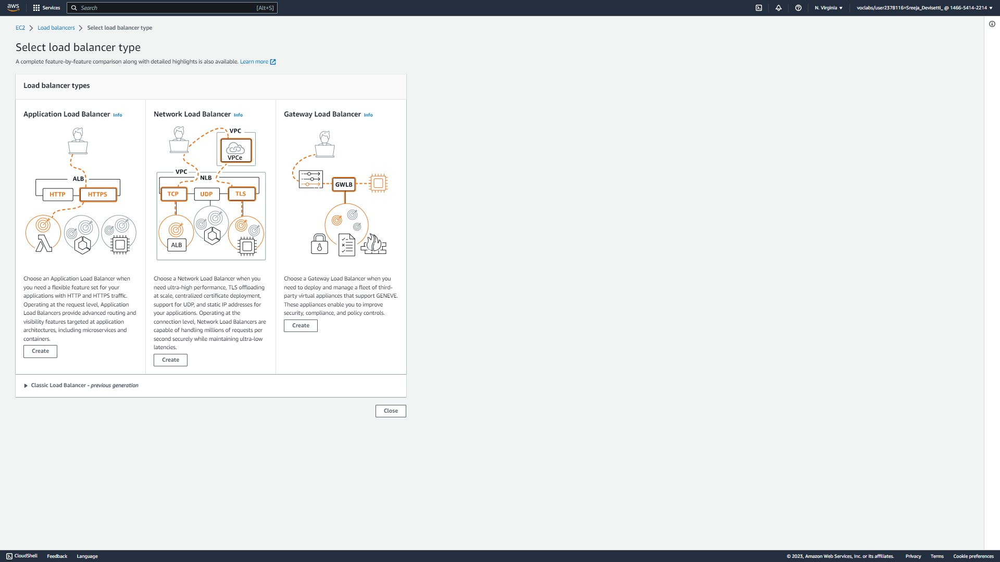 aws
Services
Search
[Alt+S]
N. Virginia
voclabs/user2378116=Sreeja_Devisetti_ @ 1466-5414-2214
EC2
Load balancers
Select load balancer type
Select load balancer type
A complete feature-by-feature comparison along with detailed highlights is also available. Learn more
Load balancer types
Application Load Balancer Info
ALB
HTTP
HTTPS
Choose an Application Load Balancer when
you need a flexible feature set for your
applications with HTTP and HTTPS traffic.
Operating at the request level, Application
Load Balancers provide advanced routing and
visibility features targeted at application
architectures, including microservices and
containers.
Create
Network Load Balancer Info
VPC
VPCe
VPC
NLB
TCP
UDP
TLS
ALB
Choose a Network Load Balancer when you
need ultra-high performance, TLS offloading
at scale, centralized certificate deployment,
support for UDP, and static IP addresses for
your applications. Operating at the
connection level, Network Load Balancers are
capable of handling millions of requests per
second securely while maintaining ultra-low
latencies.
Create
Gateway Load Balancer Info
GWLB
Choose a Gateway Load Balancer when you
need to deploy and manage a fleet of third-
party virtual appliances that support GENEVE.
These appliances enable you to improve
security, compliance, and policy controls.
Create
Classic Load Balancer - previous generation
Close
CloudShell
Feedback
Language
© 2023, Amazon Web Services, Inc. or its affiliates.
Privacy
Terms
Cookie preferences